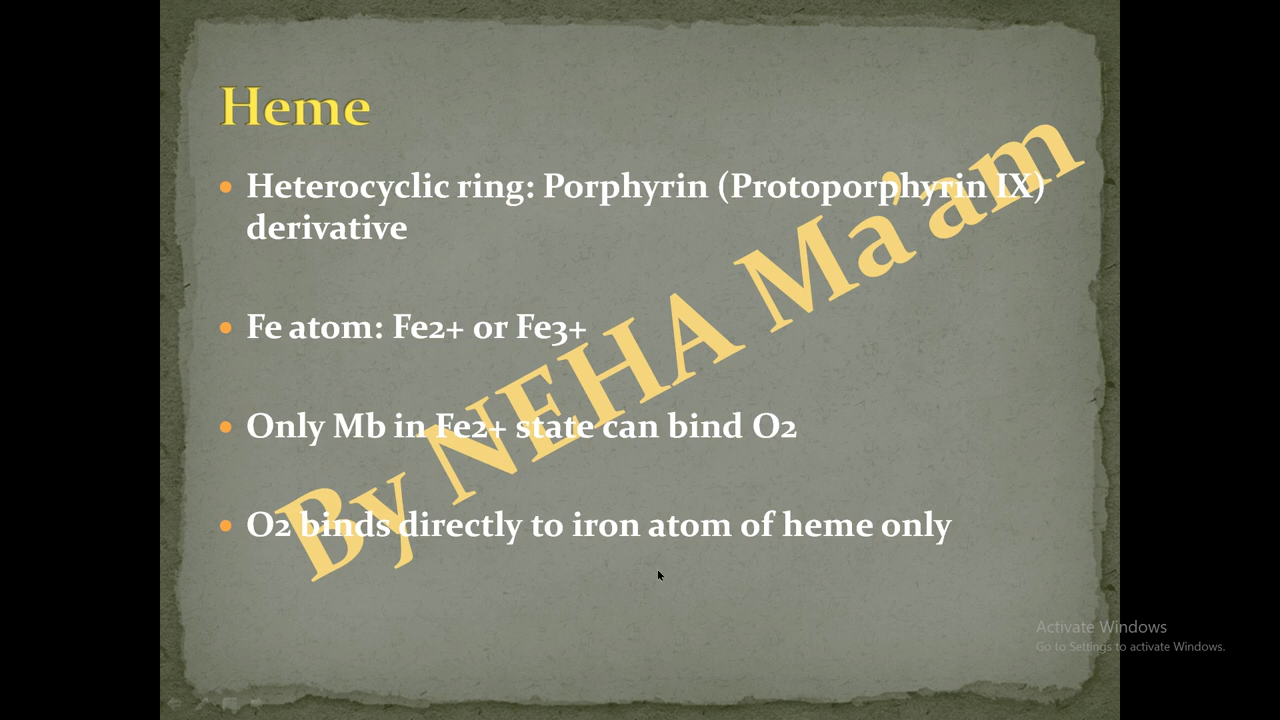 Heme
Heterocyclic ring: Porphyrin (Protoporphyrin IX)
derivative
Fe atom: Fe2+ or Fe3+
Only Mb in Fe2+ state can bind O2
O2 binds directly to iron atom of heme only
By NEHA Ma'am
Activate Windows
Go to Settings to activate Windows.